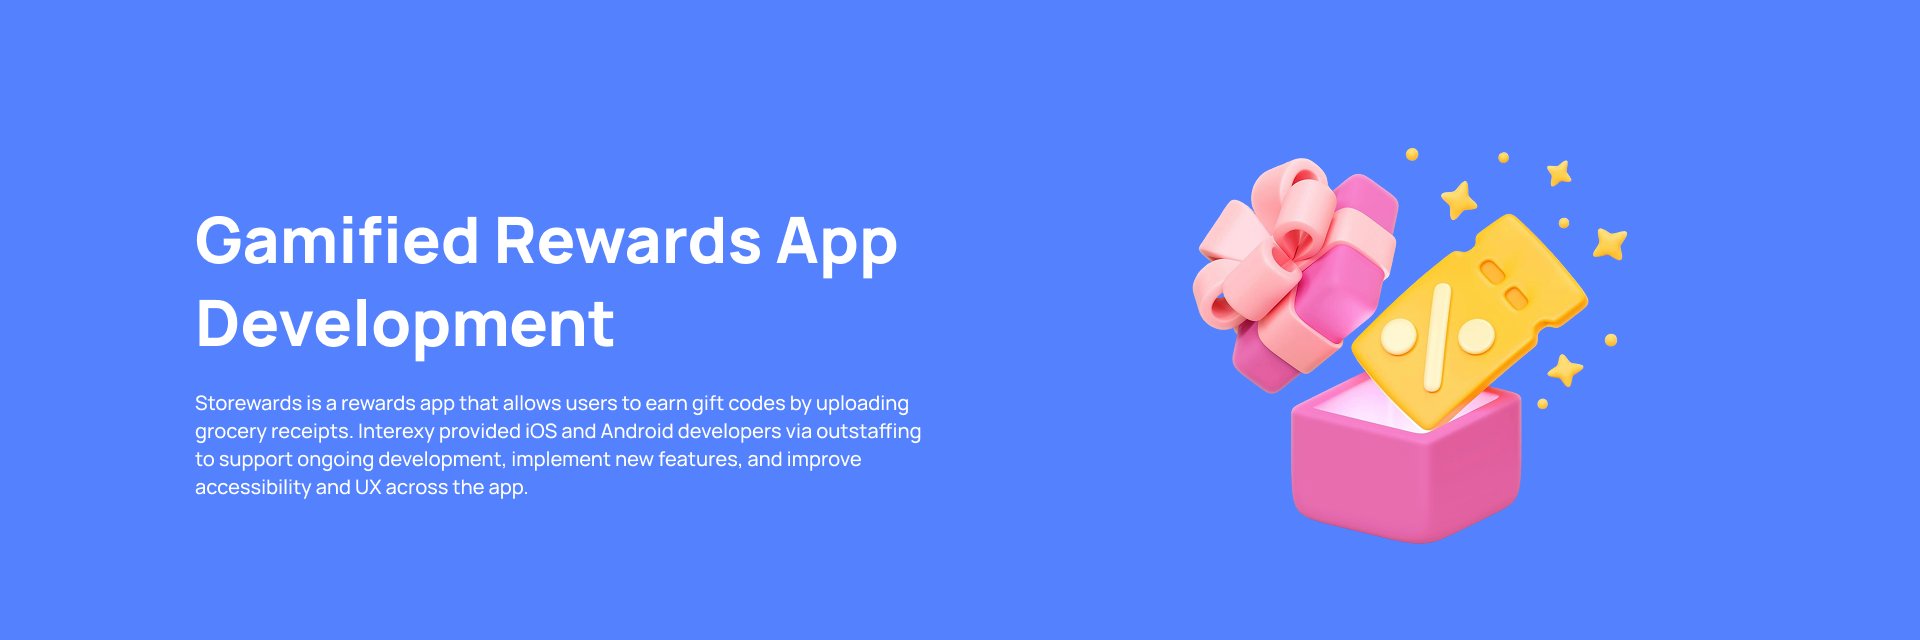 Gamified Rewards App
Development
Storewards is a rewards app that allows users to earn gift codes by uploading
grocery receipts. Interexy provided iOS and Android developers via outstaffing
to support ongoing development, implement new features, and improve
accessibility and UX across the app.
%